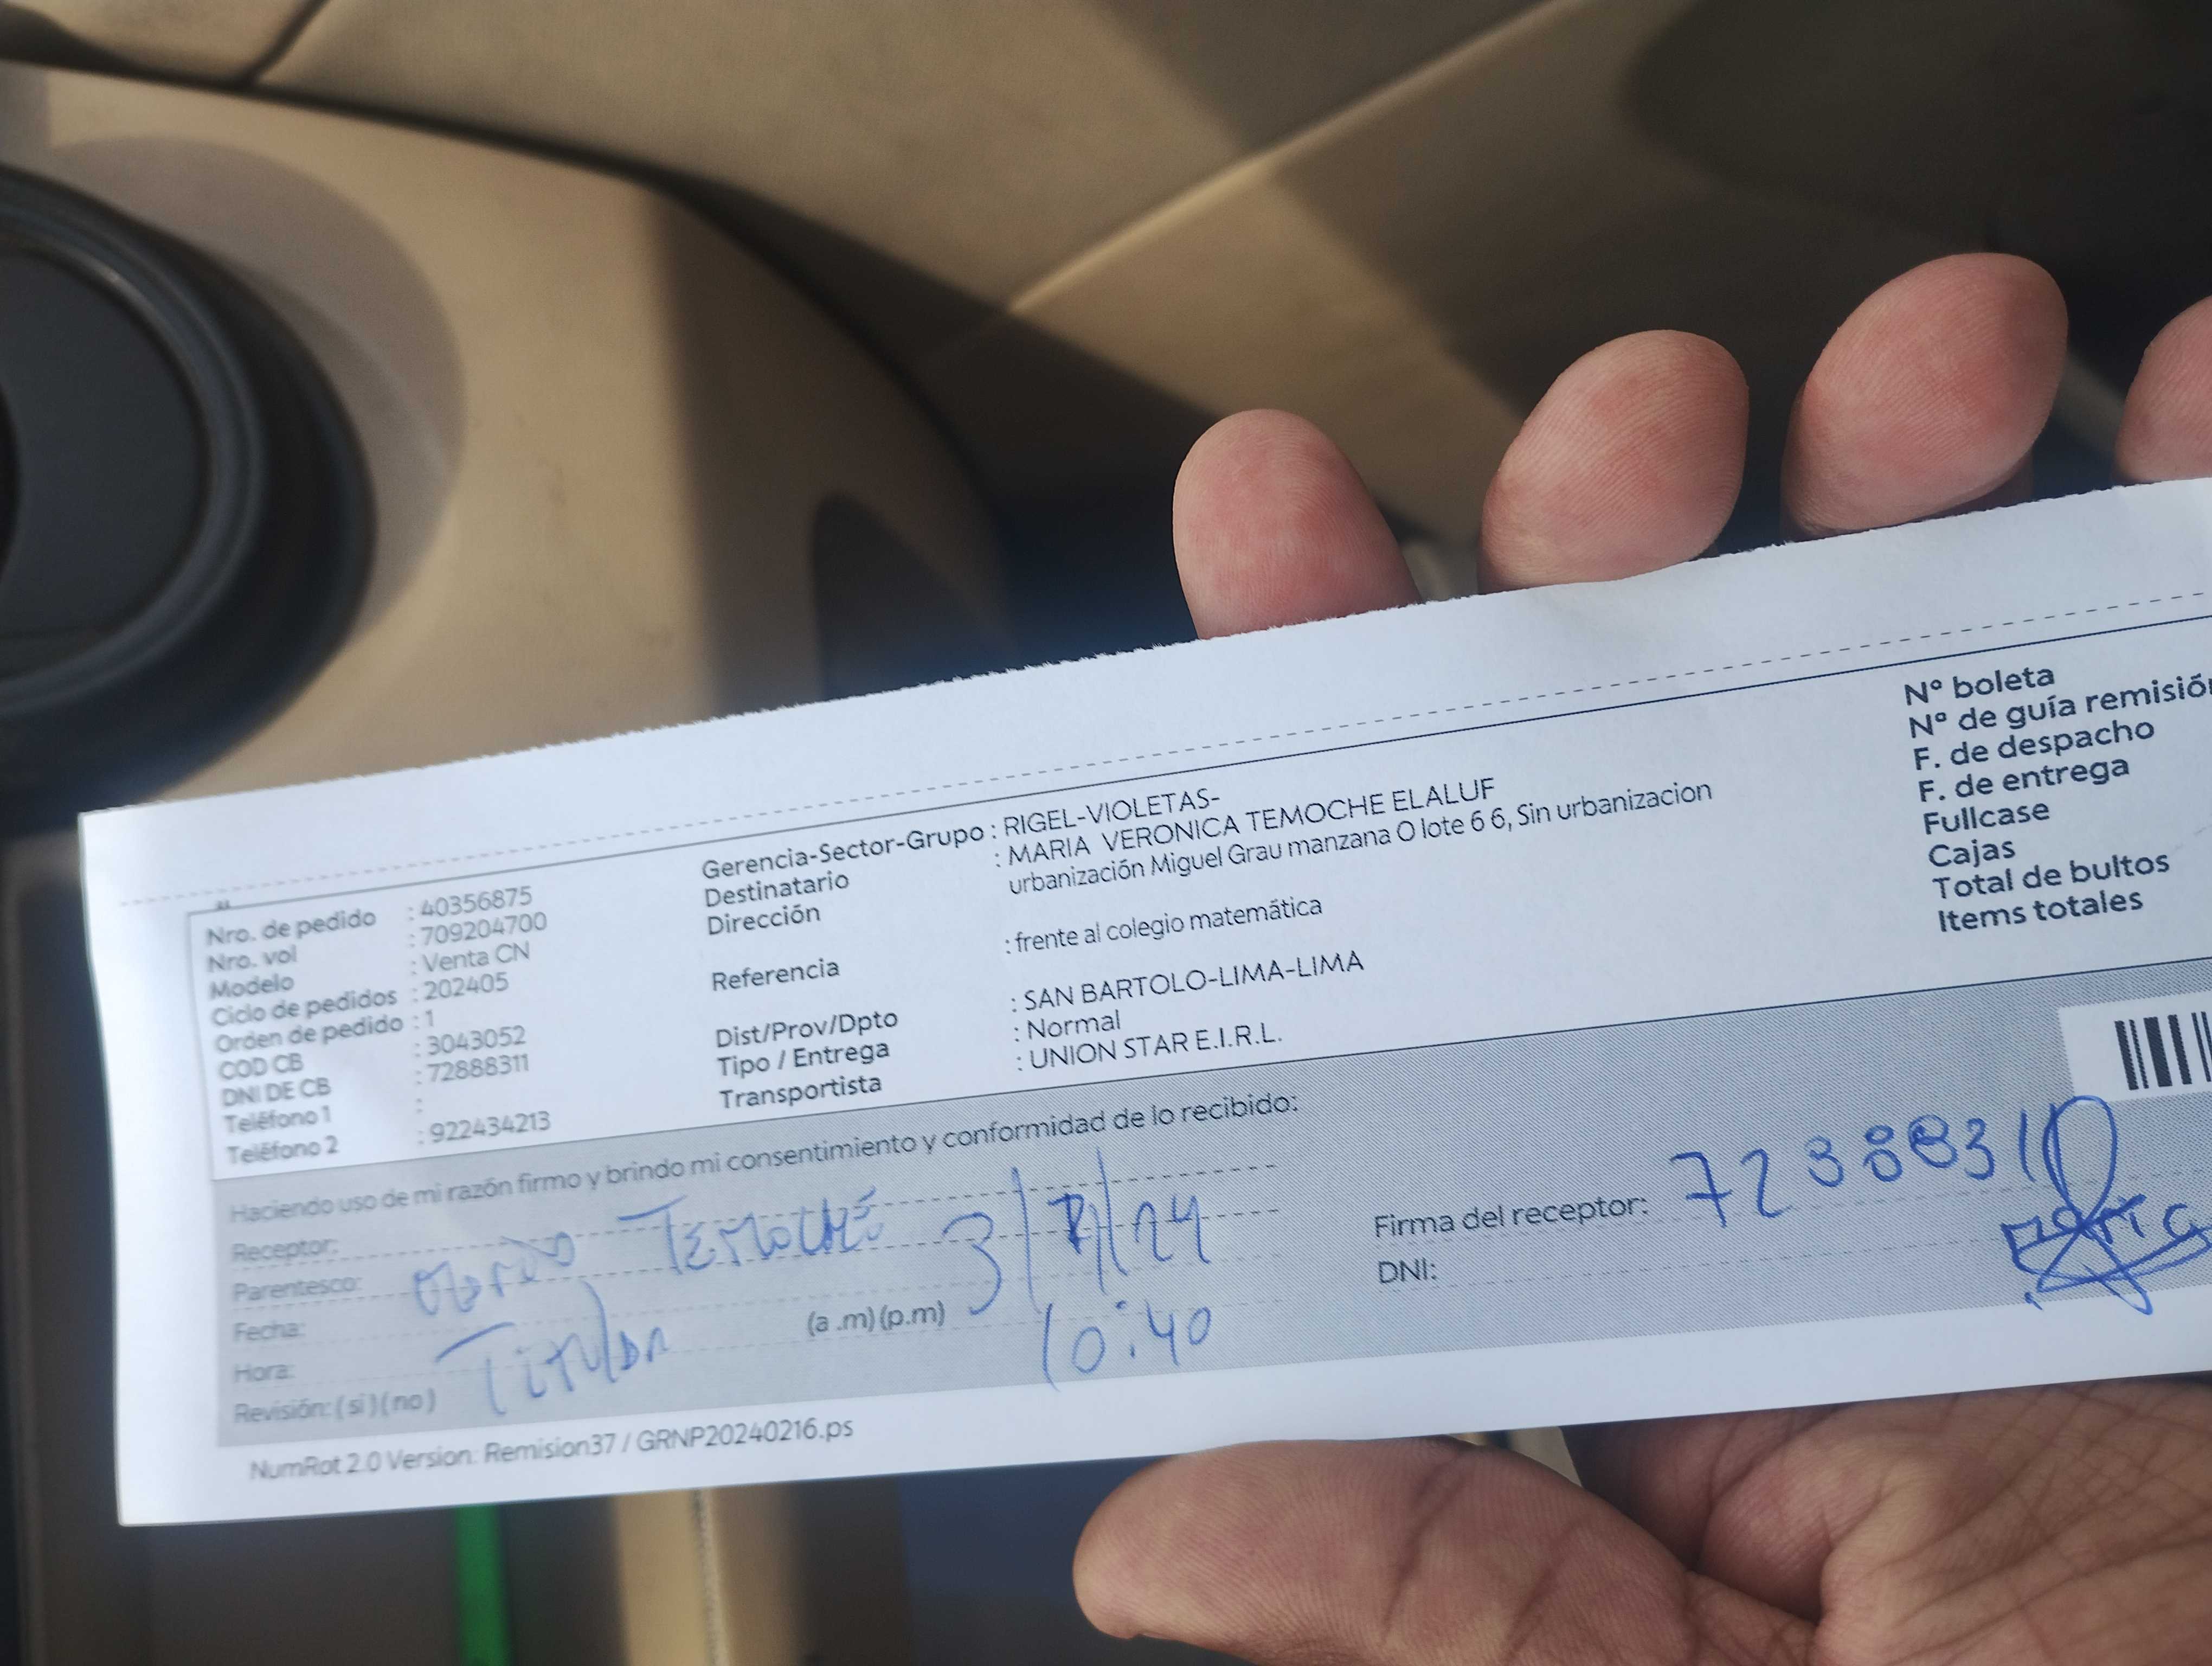 Nro. de pedido : 40356875
Nro. vol : 709204700
Modelo : Venta CN
Ciclo de pedidos : 202405
Orden de pedido : 1
COD CB : 3043052
DNI DE CB : 72888311
Teléfono 1 :
Teléfono 2 : 922434213
Gerencia-Sector-Grupo : RIGEL-VIOLETAS-
Destinatario : MARIA VERONICA TEMOCHE ELALUF
Dirección urbanización Miguel Grau manzana O lote 6 6, Sin urbanizacion
Referencia : frente al colegio matemática
Dist/Prov/Dpto : SAN BARTOLO-LIMA-LIMA
Tipo / Entrega : Normal
Transportista : UNION STAR E.I.R.L.
N° boleta
N° de guía remisión
F. de despacho
F. de entrega
Fullcase
Cajas
Total de bultos
Items totales
Haciendo uso de mi razón firmo y brindo mi consentimiento y conformidad de lo recibido:
Receptor:
Parentesco: Temoche
Fecha:
Hora: Titular (a .m) (p.m) 10:40
Revisión: ( si ) ( no )
Firma del receptor:
DNI:
NumRot 2.0 Version: Remision37 / GRNP20240216.ps